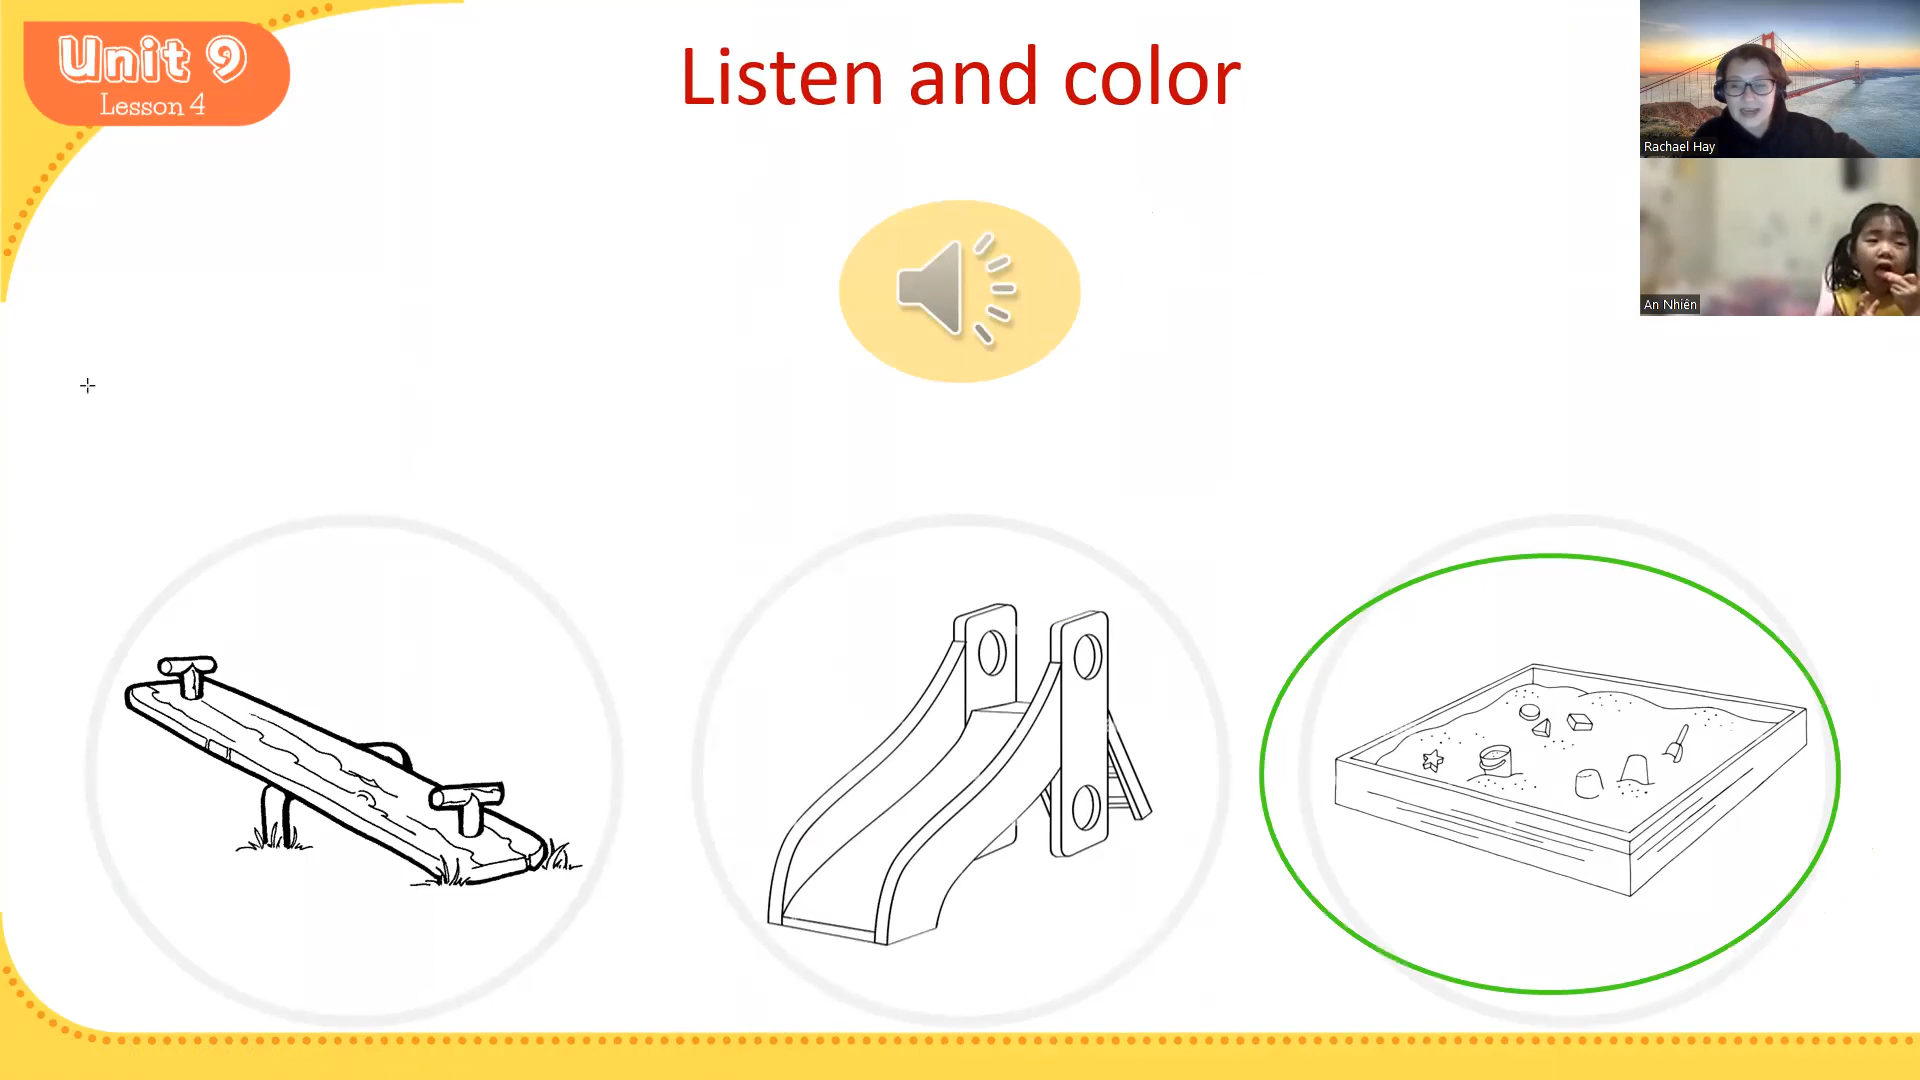 Unit 9
Lesson 4
Listen and color
Rachael Hay
An Nhiên